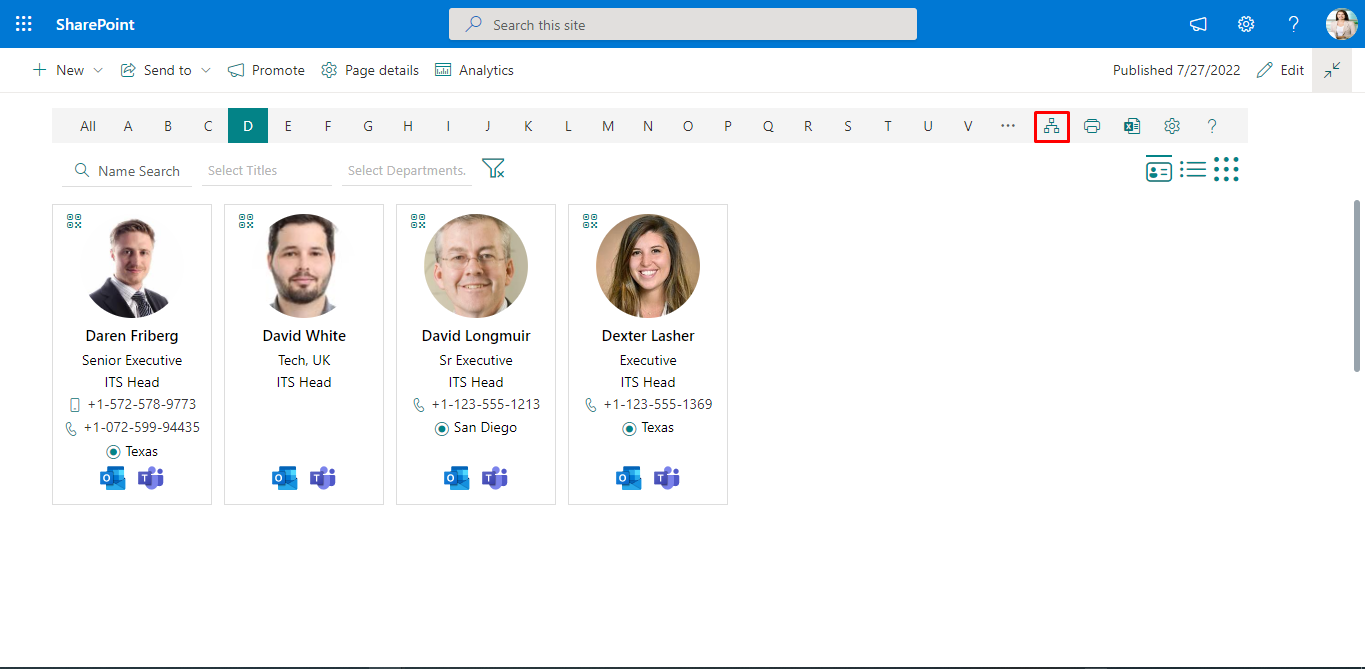 SharePoint
Search this site
New Send to Promote Page details Analytics Published 7/27/2022 Edit
All A B C D E F G H I J K L M N O P Q R S T U V ...
Name Search Select Titles Select Departments.
Daren Friberg
Senior Executive
ITS Head
+1-572-578-9773
+1-072-599-94435
Texas
David White
Tech, UK
ITS Head
David Longmuir
Sr Executive
ITS Head
+1-123-555-1213
San Diego
Dexter Lasher
Executive
ITS Head
+1-123-555-1369
Texas